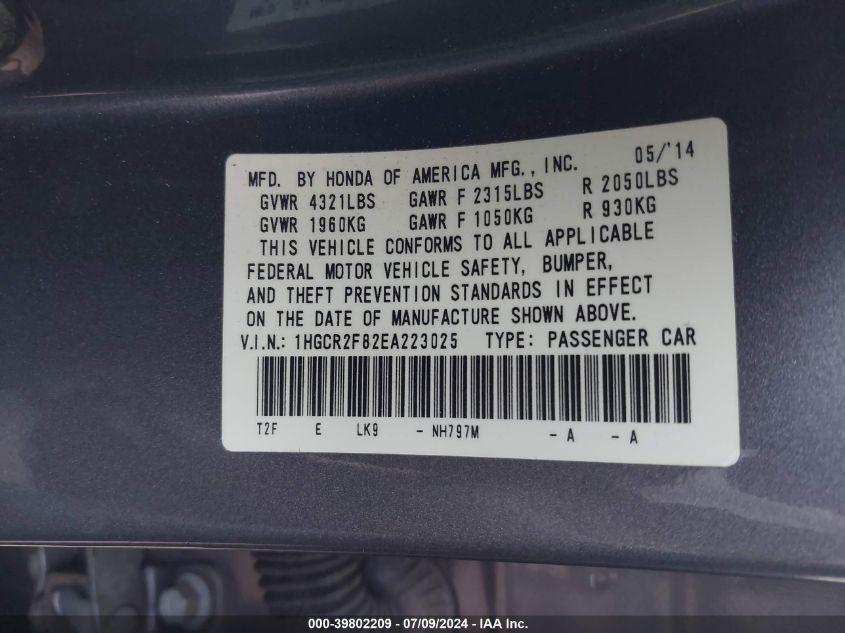 MFD. BY HONDA OF AMERICA MFG., INC. 05/'14
GVWR 4321LBS GAWR F 2315LBS R 2050LBS
GVWR 1960KG GAWR F 1050KG R 930KG
THIS VEHICLE CONFORMS TO ALL APPLICABLE
FEDERAL MOTOR VEHICLE SAFETY, BUMPER,
AND THEFT PREVENTION STANDARDS IN EFFECT
ON THE DATE OF MANUFACTURE SHOWN ABOVE.
V.I.N.: 1HGCR2F82EA223025 TYPE: PASSENGER CAR
T2F E LK9 - NH797M - A - A
000-39802209 - 07/09/2024 - IAA Inc.